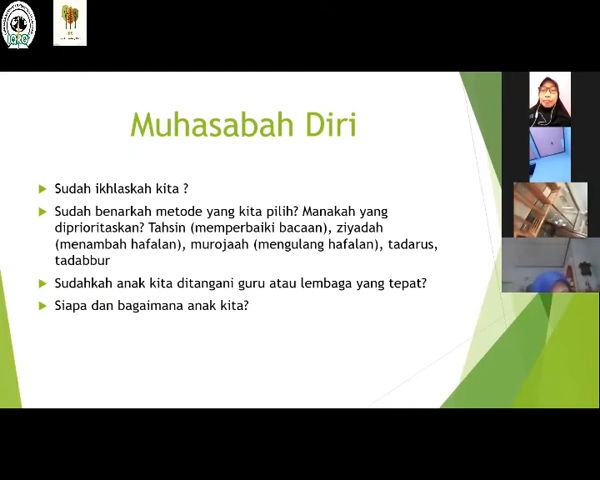 Muhasabah Diri
Sudah ikhlaskah kita ?
Sudah benarkah metode yang kita pilih? Manakah yang
diprioritaskan? Tahsin (memperbaiki bacaan), ziyadah
(menambah hafalan), murojaah (mengulang hafalan), tadarus,
tadabbur
Sudahkah anak kita ditangani guru atau lembaga yang tepat?
Siapa dan bagaimana anak kita?